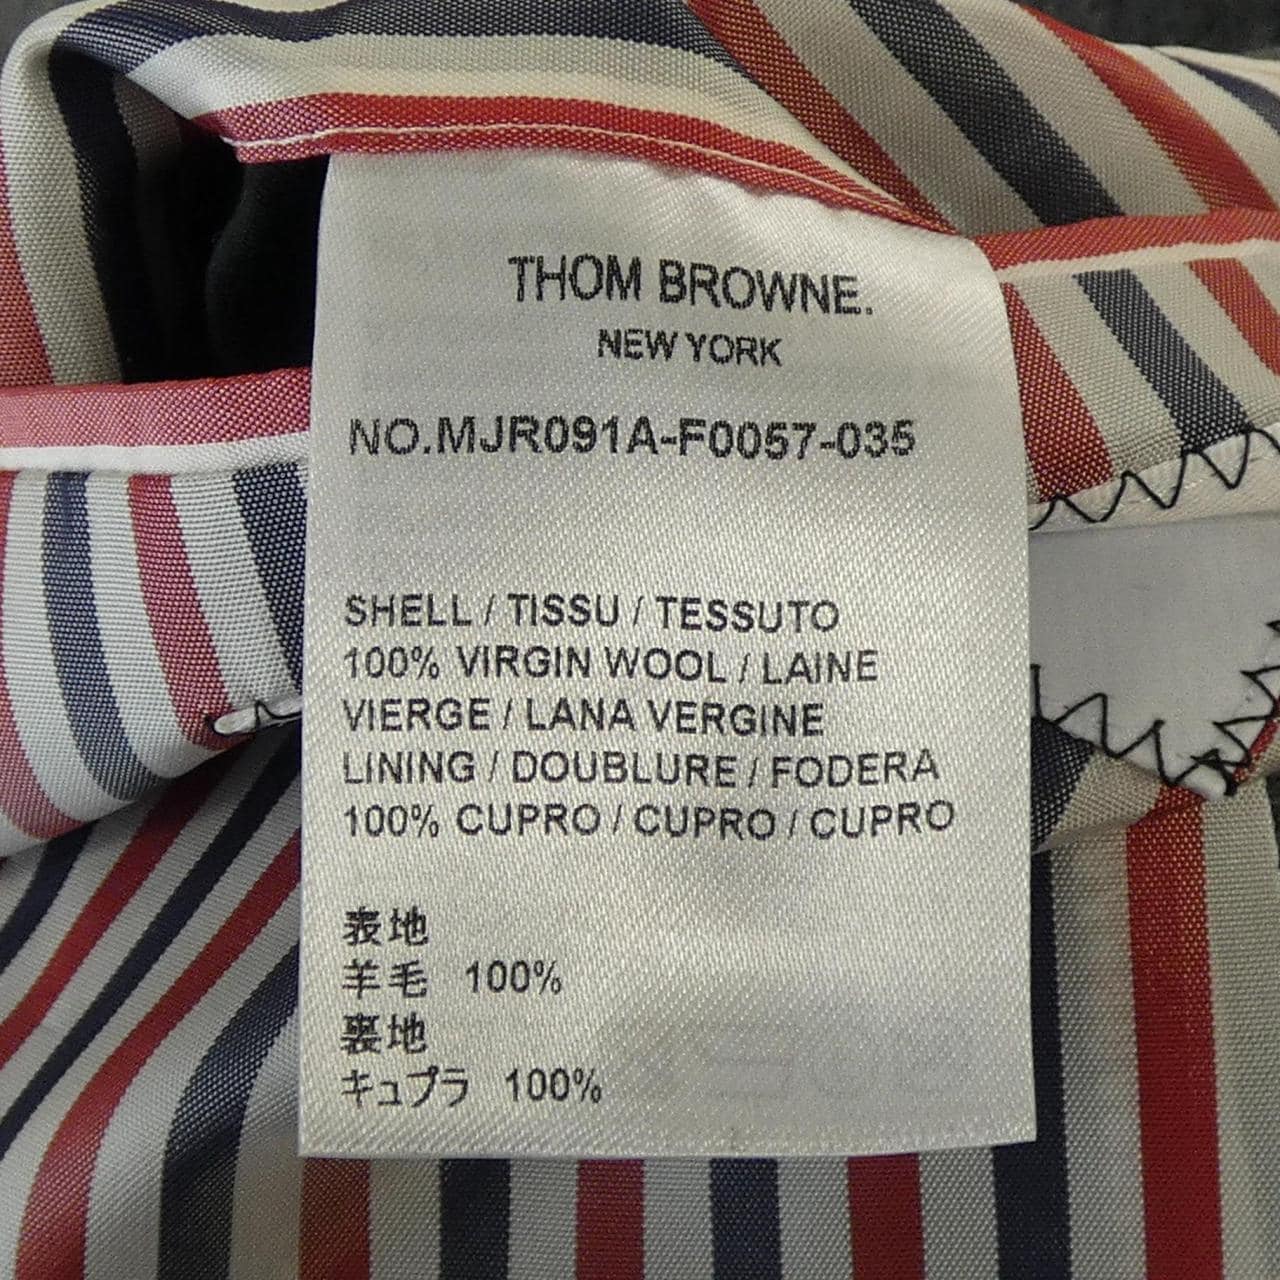 THOM BROWNE.
NEW YORK
NO.MJR091A-F0057-035
SHELL / TISSU / TESSUTO
100% VIRGIN WOOL / LAINE
VIERGE / LANA VERGINE
LINING / DOUBLURE / FODERA
100% CUPRO / CUPRO / CUPRO
表地
羊毛 100%
裏地
キュプラ 100%